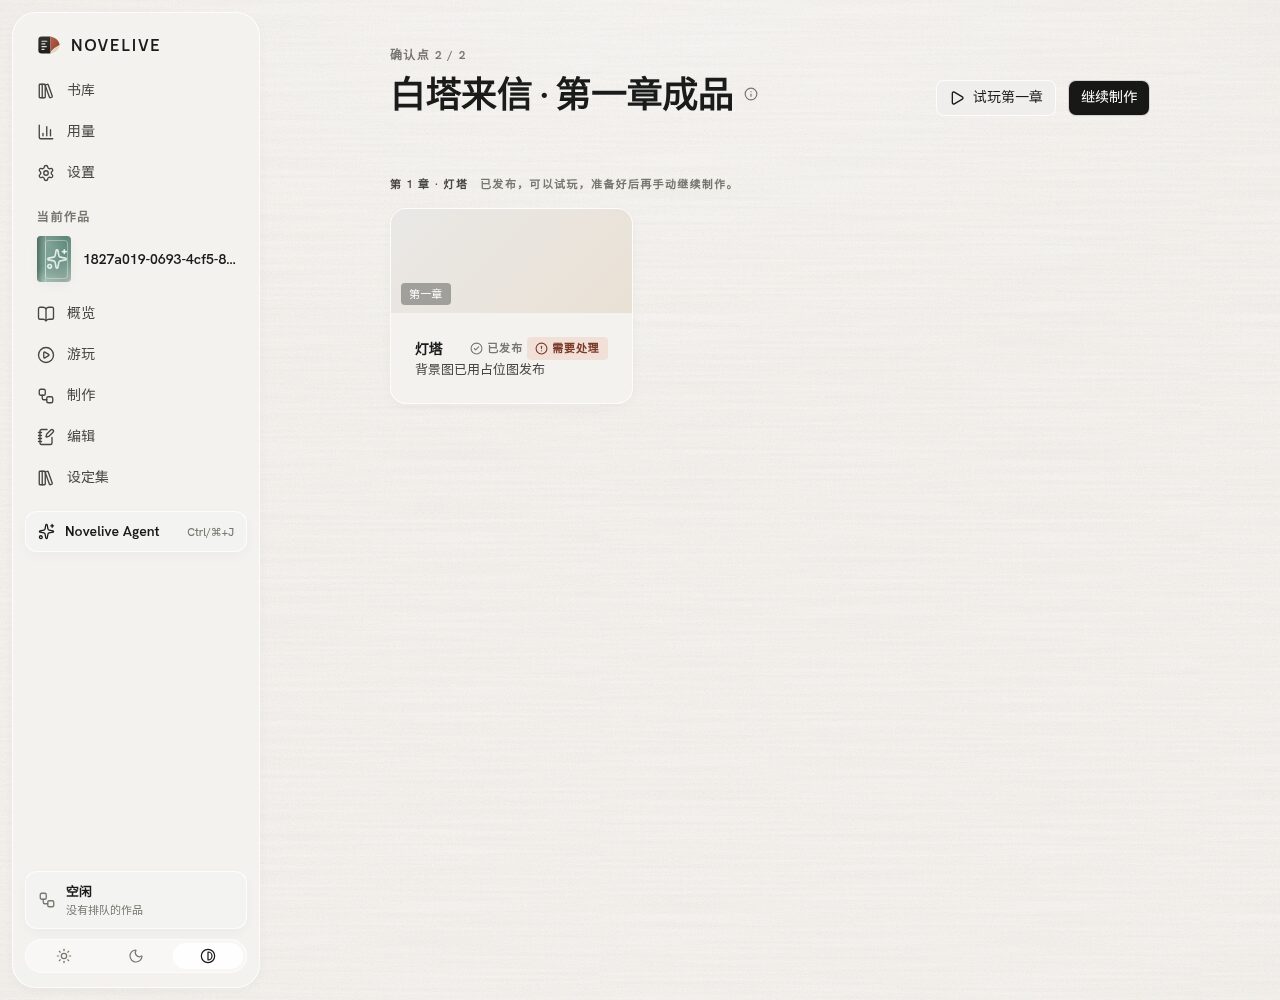 NOVELIVE
书库
用量
设置
当前作品
1827a019-0693-4cf5-8...
概览
游玩
制作
编辑
设定集
Novelive Agent Ctrl/⌘+J
空闲
没有排队的作品
确认点 2 / 2
白塔来信 · 第一章成品
试玩第一章 继续制作
第 1 章 · 灯塔 已发布，可以试玩，准备好后再手动继续制作。
第一章
灯塔 已发布 需要处理
背景图已用占位图发布